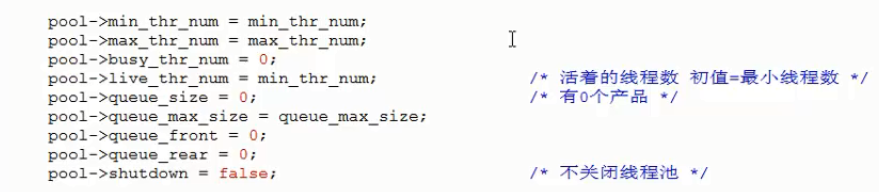 pool->min_thr_num = min_thr_num;
pool->max_thr_num = max_thr_num;
pool->busy_thr_num = 0;
pool->live_thr_num = min_thr_num; /* 活着的线程数 初值=最小线程数 */
pool->queue_size = 0; /* 有0个产品 */
pool->queue_max_size = queue_max_size;
pool->queue_front = 0;
pool->queue_rear = 0;
pool->shutdown = false; /* 不关闭线程池 */